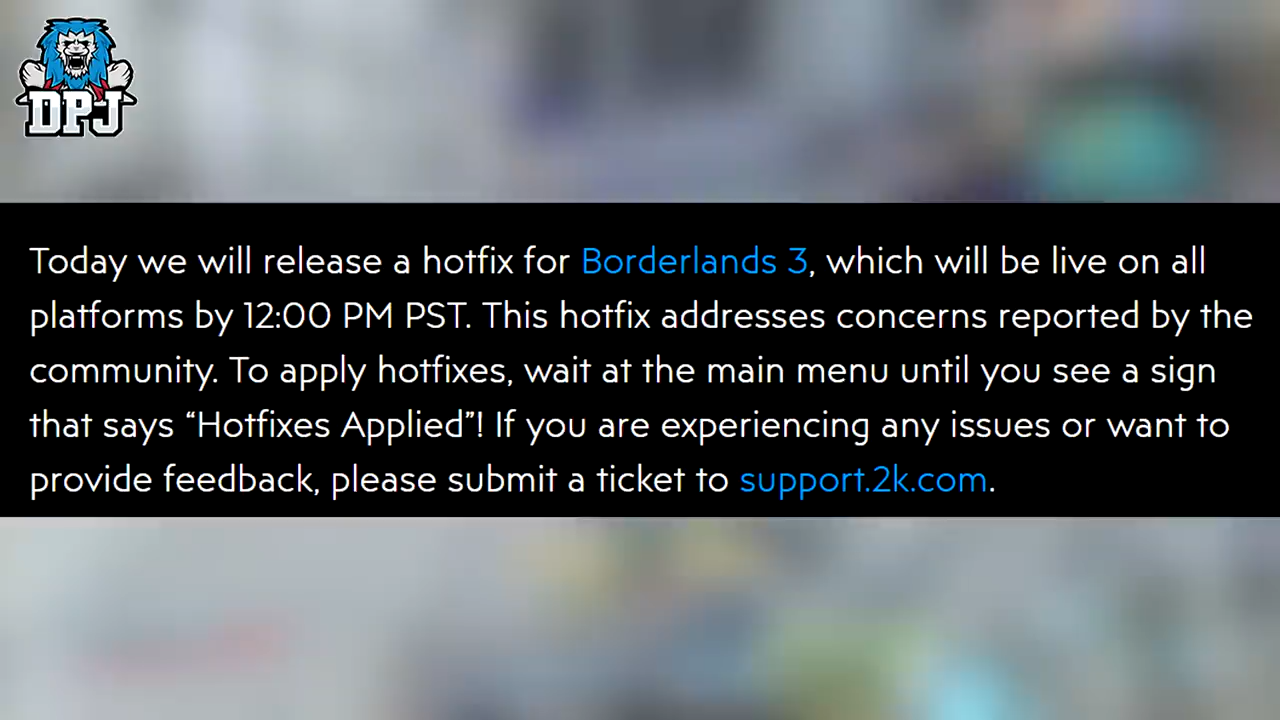 DPJ
Today we will release a hotfix for Borderlands 3, which will be live on all
platforms by 12:00 PM PST. This hotfix addresses concerns reported by the
community. To apply hotfixes, wait at the main menu until you see a sign
that says “Hotfixes Applied”! If you are experiencing any issues or want to
provide feedback, please submit a ticket to support.2k.com.